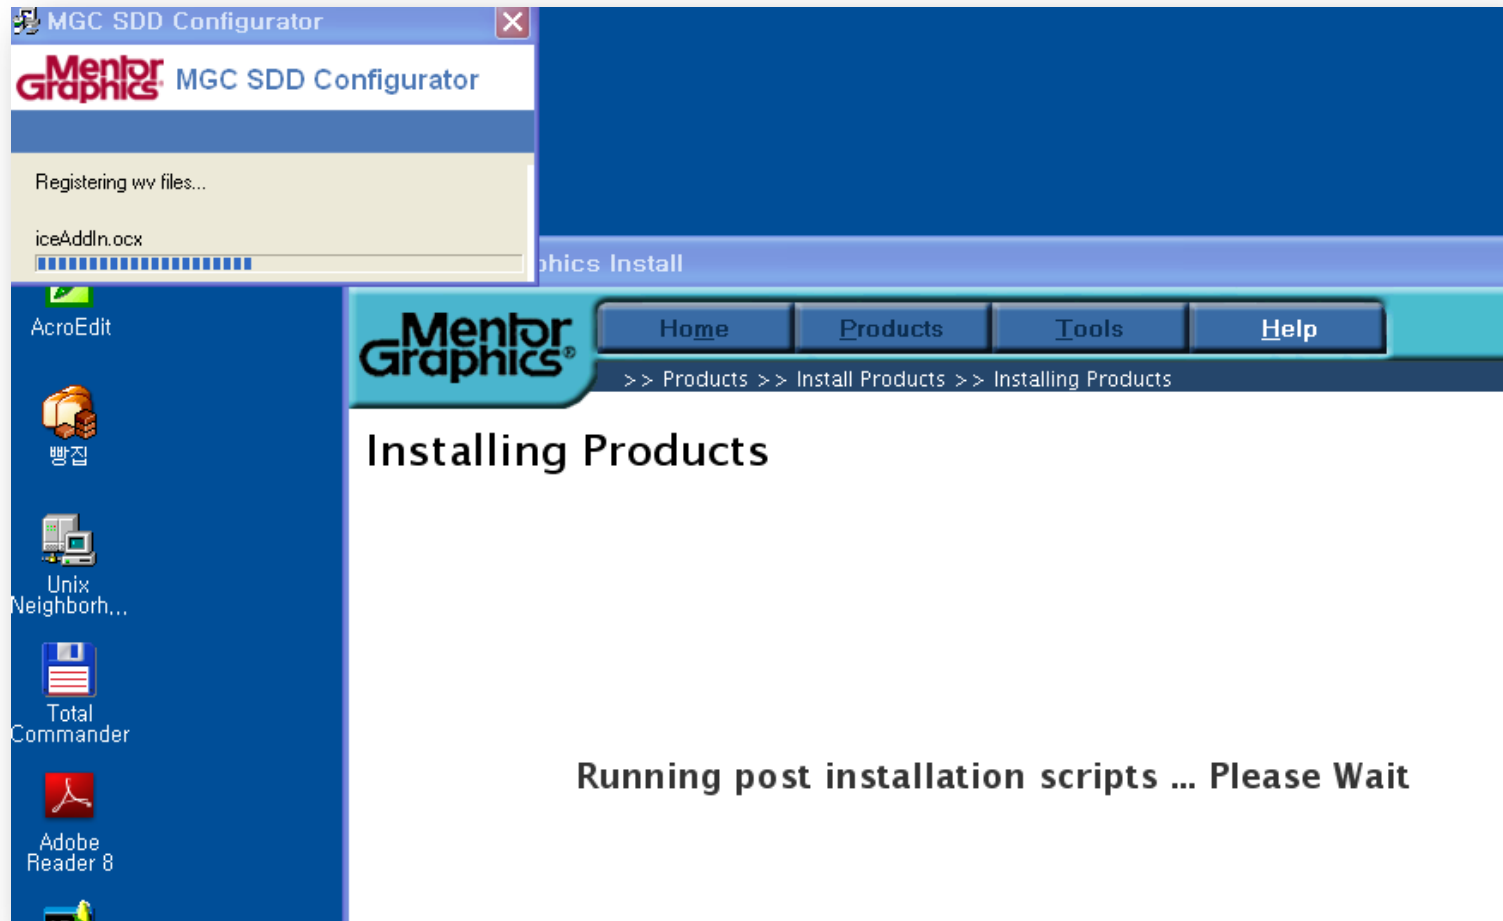 MGC SDD Configurator
Mentor
Graphics
MGC SDD Configurator
Registering wv files...
iceAddIn.ocx
phics Install
Mentor
Graphics®
Home
Products
Tools
Help
>> Products >> Install Products >> Installing Products
Installing Products
Running post installation scripts ... Please Wait
AcroEdit
빵집
Unix
Neighborh...
Total
Commander
Adobe
Reader 8